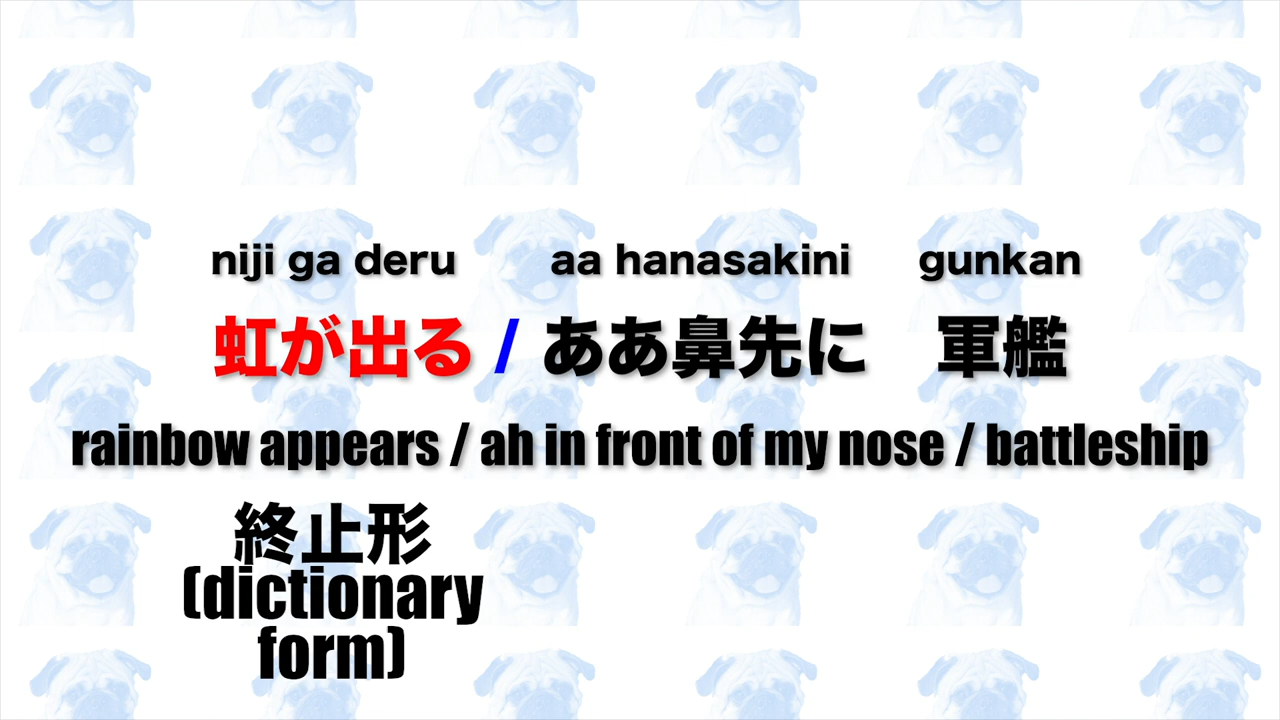 niji ga deru aa hanasakini gunkan
虹が出る / ああ鼻先に 軍艦
rainbow appears / ah in front of my nose / battleship
終止形
(dictionary
form)